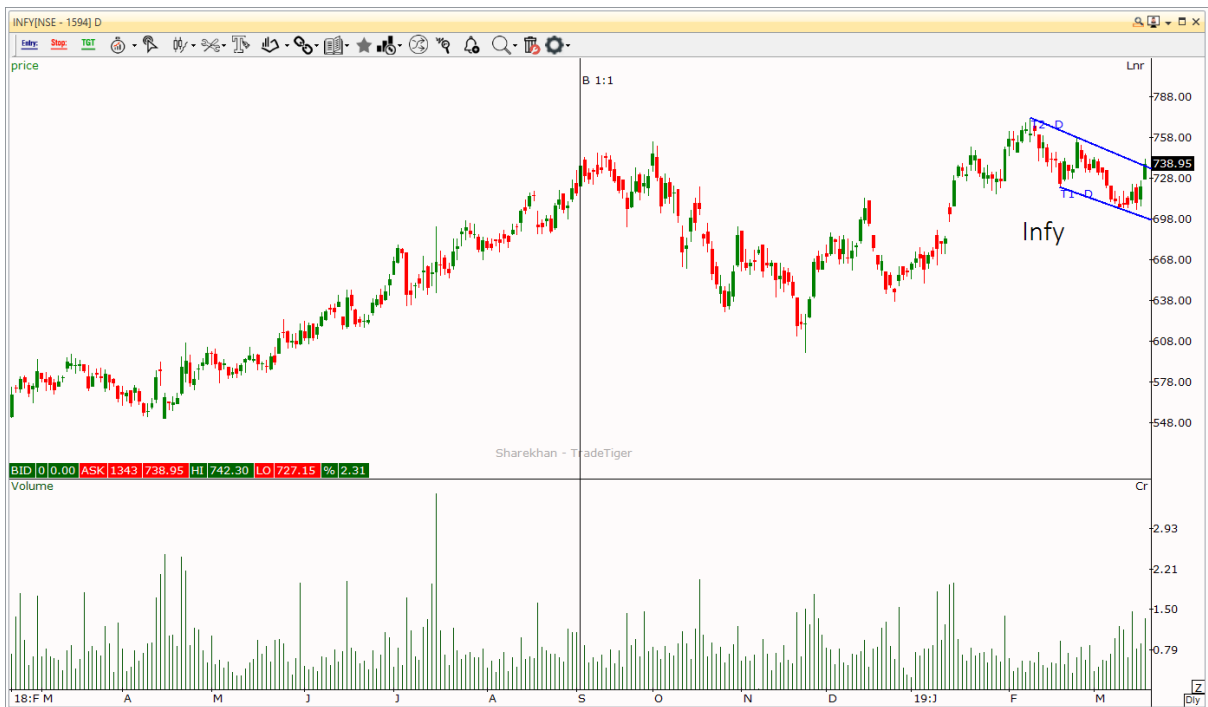 INFY[NSE - 1594] D
Entry: Stop: TGT
price
Lnr
B 1:1
788.00
T2-D
758.00
738.95
728.00
T1-D
698.00
Infy
668.00
638.00
608.00
578.00
548.00
Sharekhan - TradeTiger
BID 0 0.00 ASK 1343 738.95 HI 742.30 LO 727.15 % 2.31
Volume
Cr
2.93
2.21
1.50
0.79
18:F M A M J J A S O N D 19:J F M
Z
Dly